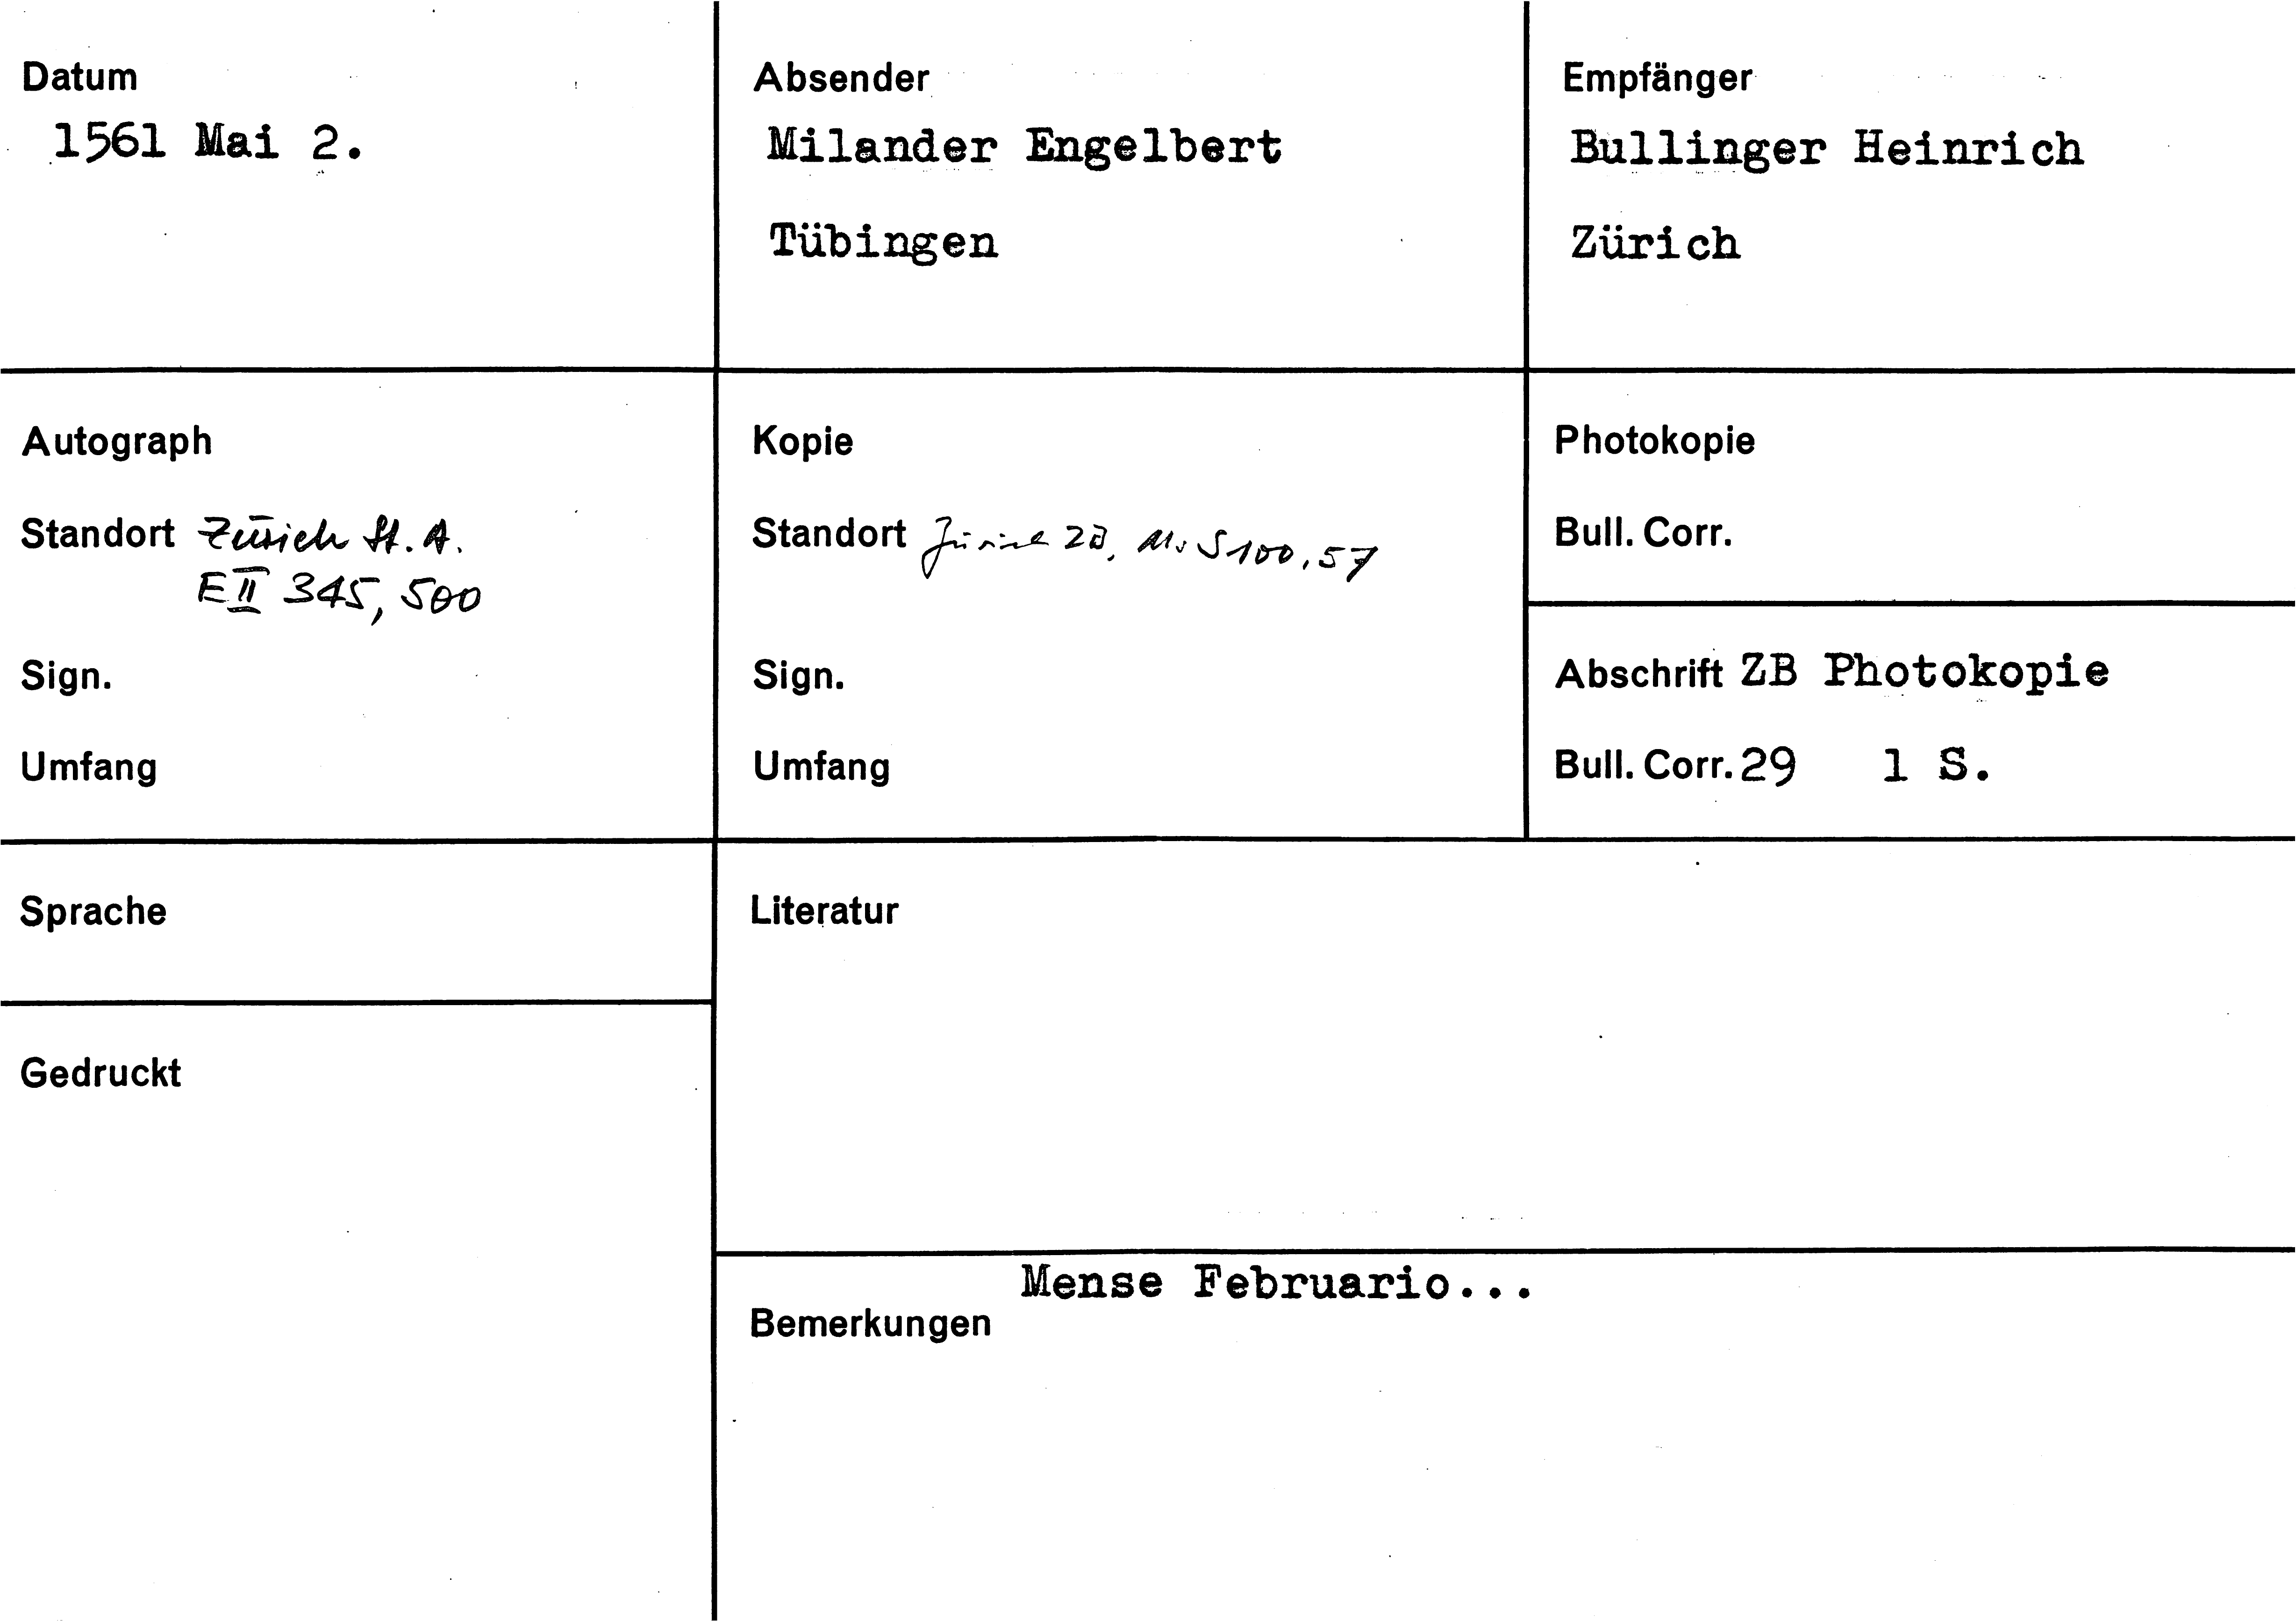 Datum
1561 Mai 2.
Absender
Milander Engelbert
Tübingen
Empfänger
Bullinger Heinrich
Zürich
Autograph
Standort Zürich St. A.
E II 345, 500
Sign.
Umfang
Kopie
Standort Zürich ZB, Ms S 100, 57
Sign.
Umfang
Photokopie
Bull. Corr.
Abschrift ZB Photokopie
Bull. Corr. 29 1 S.
Sprache
Literatur
Gedruckt
Mense Februario...
Bemerkungen